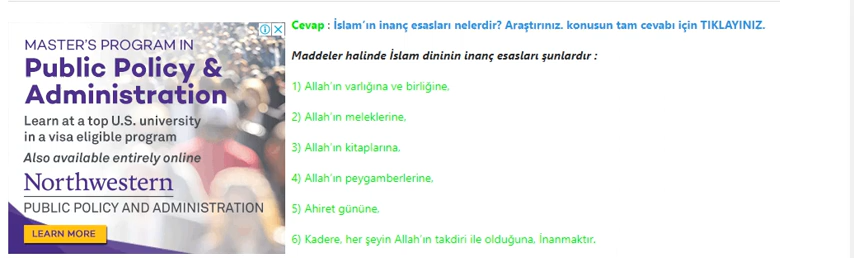 MASTER'S PROGRAM IN
Public Policy &
Administration
Learn at a top U.S. university
in a visa eligible program
Also available entirely online
Northwestern
PUBLIC POLICY AND ADMINISTRATION
LEARN MORE
Cevap : İslam'ın inanç esasları nelerdir? Araştırınız. konusun tam cevabı için TIKLAYINIZ.
Maddeler halinde İslam dininin inanç esasları şunlardır :
1) Allah'ın varlığına ve birliğine,
2) Allah'ın meleklerine,
3) Allah'ın kitaplarına,
4) Allah'ın peygamberlerine,
5) Ahiret gününe,
6) Kadere, her şeyin Allah'ın takdiri ile olduğuna, İnanmaktır.